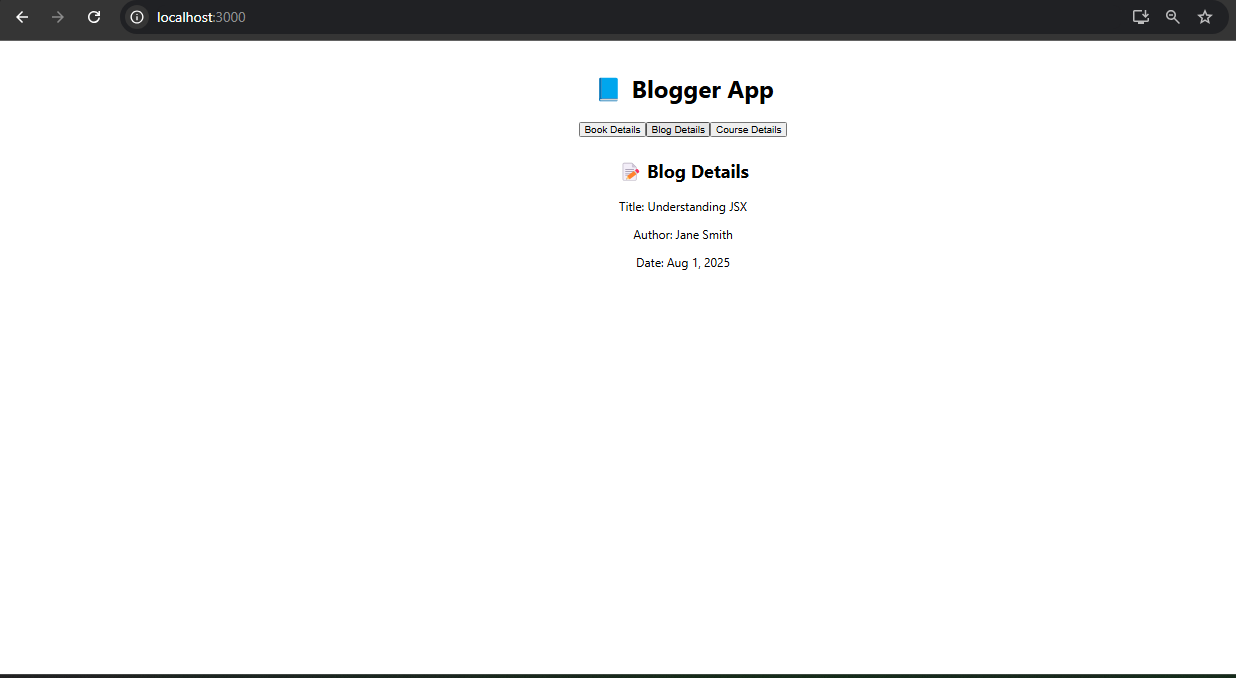 localhost:3000
📘 Blogger App
Book Details Blog Details Course Details
📝 Blog Details
Title: Understanding JSX
Author: Jane Smith
Date: Aug 1, 2025